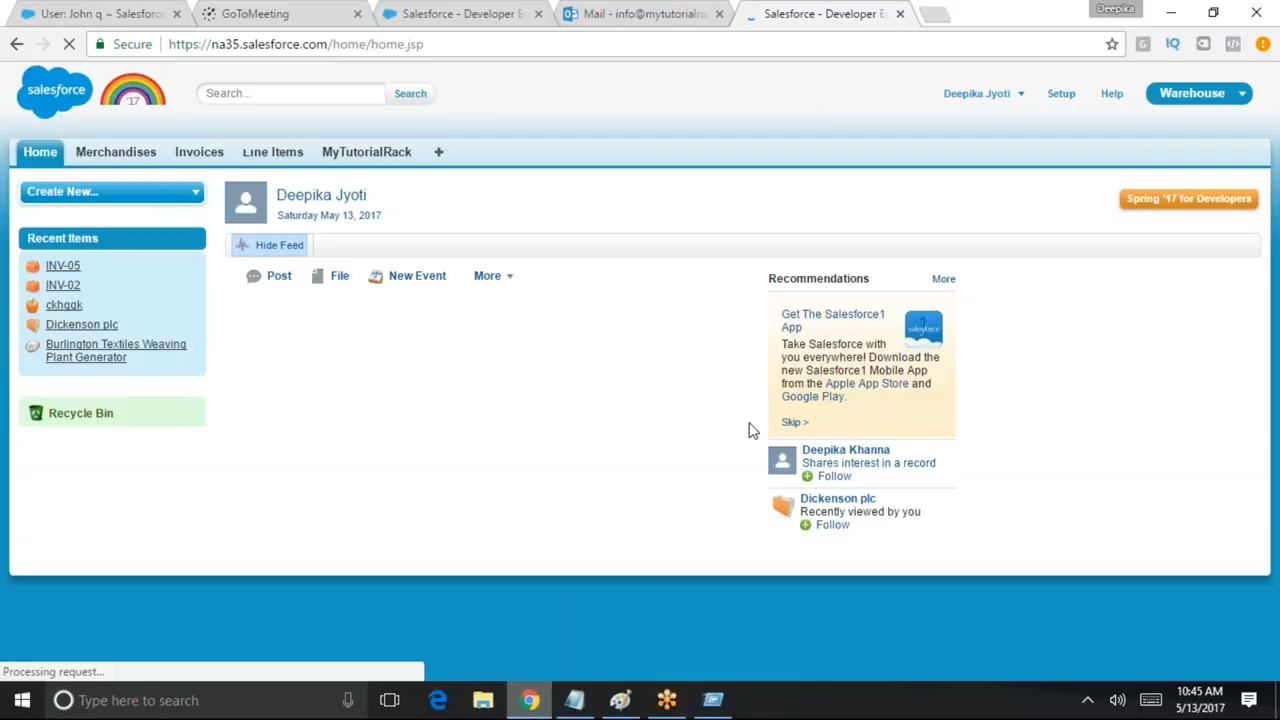 User: John q ~ Salesforc
GoToMeeting
Salesforce - Developer E
Mail - info@mytutorialra
Salesforce - Developer E
Deepika
Secure
https://na35.salesforce.com/home/home.jsp
salesforce
'17
Search...
Search
Deepika Jyoti
Setup
Help
Warehouse
Home
Merchandises
Invoices
Line Items
MyTutorialRack
Create New...
Deepika Jyoti
Saturday May 13, 2017
Spring '17 for Developers
Recent Items
INV-05
INV-02
ckhgqk
Dickenson plc
Burlington Textiles Weaving
Plant Generator
Recycle Bin
Hide Feed
Post
File
New Event
More
Recommendations
More
Get The Salesforce1
App
salesforce
Take Salesforce with
you everywhere! Download the
new Salesforce1 Mobile App
from the Apple App Store and
Google Play.
Skip >
Deepika Khanna
Shares interest in a record
Follow
Dickenson plc
Recently viewed by you
Follow
Processing request...
Type here to search
10:45 AM
5/13/2017